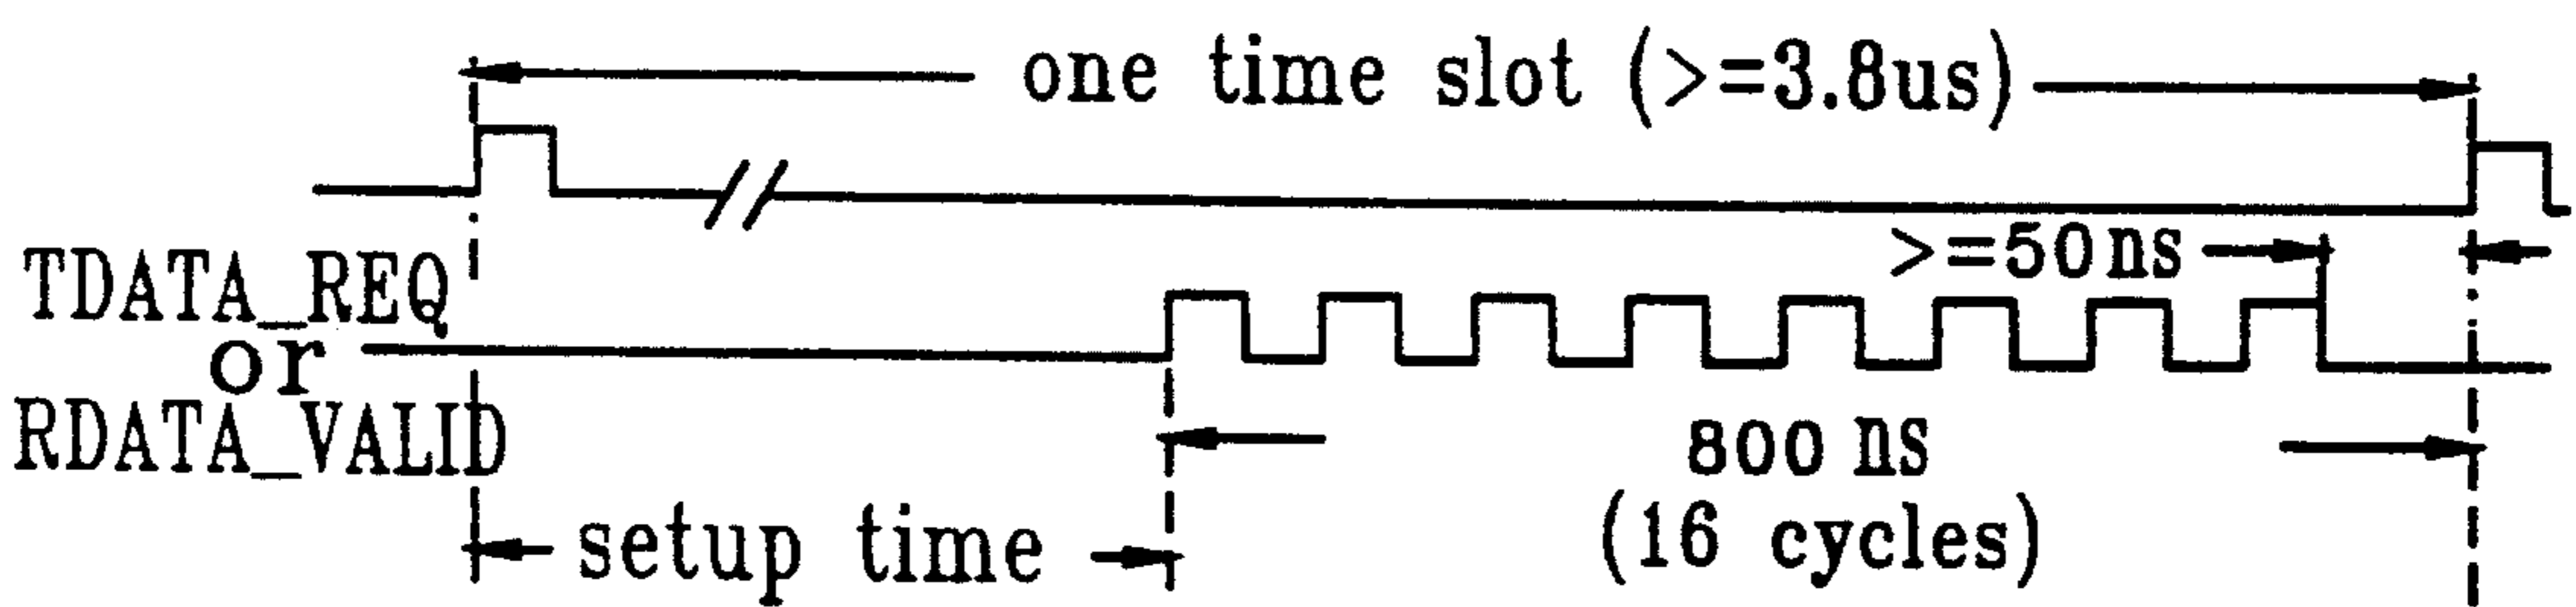 one time slot (>=3.8us)
>=50ns
TDATA_REQ
or
RDATA_VALID
800 ns
(16 cycles)
setup time